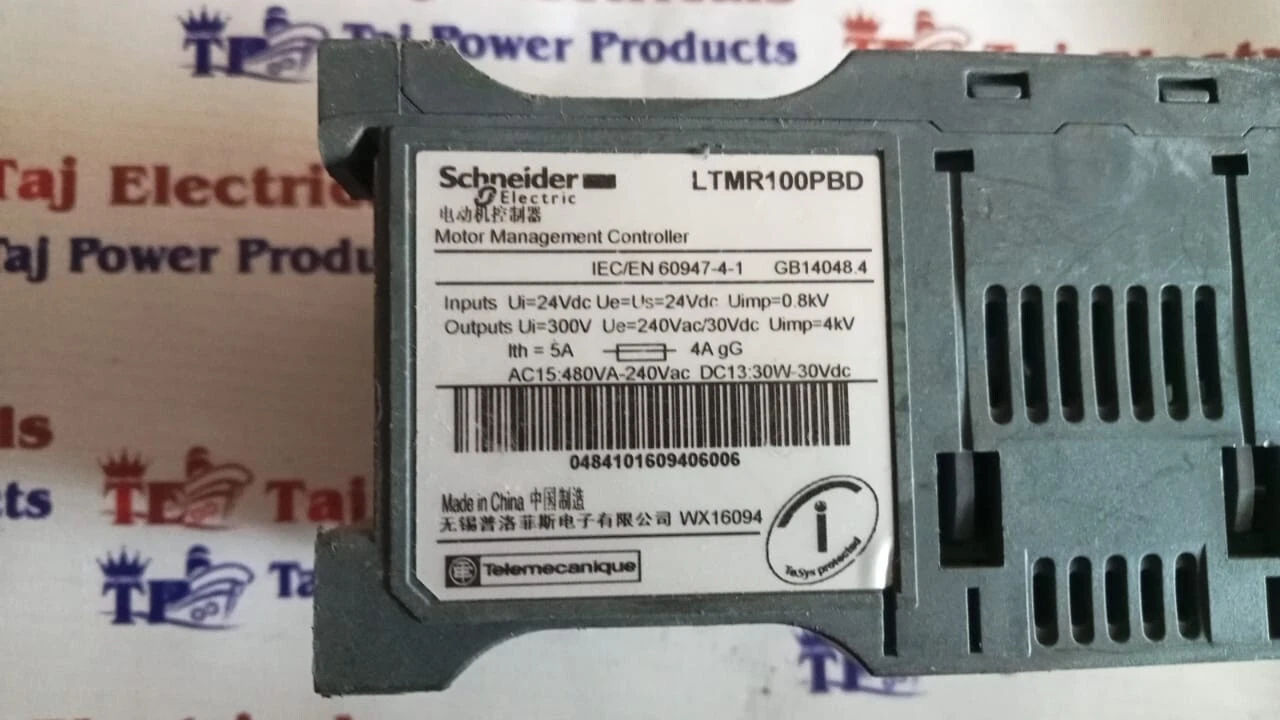 Taj Power Products
Taj Electric
Taj Power Produ
ls
ts
Taj
Schneider
Electric
LTMR100PBD
电动机控制器
Motor Management Controller
IEC/EN 60947-4-1 GB14048.4
Inputs Ui=24Vdc Ue=Us=24Vdc Uimp=0.8kV
Outputs Ui=300V Ue=240Vac/30Vdc Uimp=4kV
Ith = 5A 4A gG
AC15:480VA-240Vac DC13:30W-30Vdc
0484101609406006
Made in China 中国制造
无锡普洛菲斯电子有限公司 WX16094
Telemecanique
i
TeSys protected